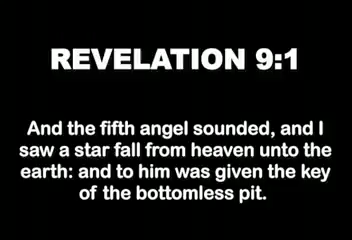 REVELATION 9:1
And the fifth angel sounded, and I
saw a star fall from heaven unto the
earth: and to him was given the key
of the bottomless pit.